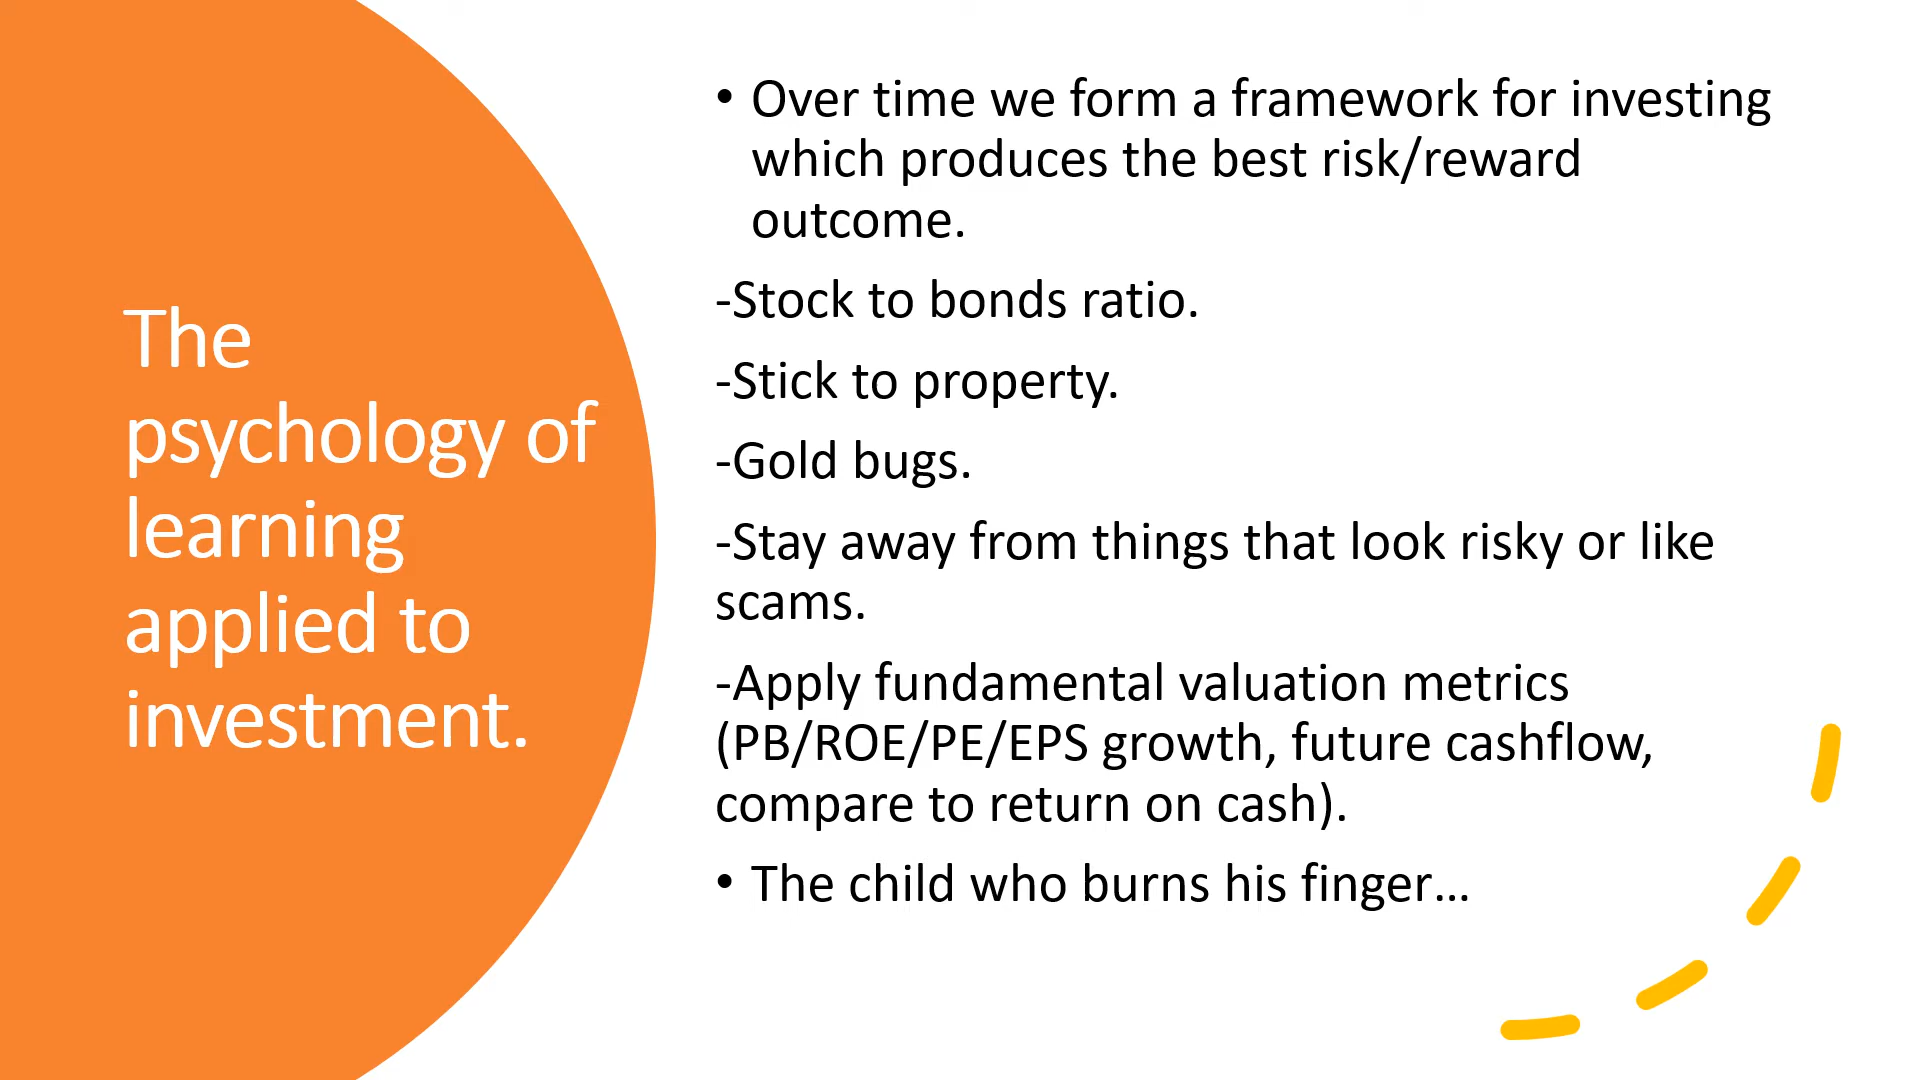 The
psychology of
learning
applied to
investment.
• Over time we form a framework for investing
which produces the best risk/reward
outcome.
-Stock to bonds ratio.
-Stick to property.
-Gold bugs.
-Stay away from things that look risky or like
scams.
-Apply fundamental valuation metrics
(PB/ROE/PE/EPS growth, future cashflow,
compare to return on cash).
• The child who burns his finger…